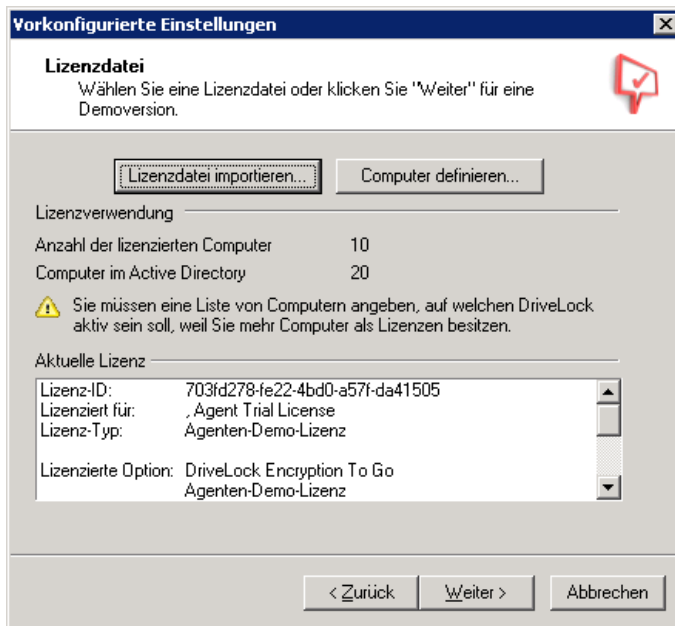 Vorkonfigurierte Einstellungen
Lizenzdatei
Wählen Sie eine Lizenzdatei oder klicken Sie "Weiter" für eine
Demoversion.
Lizenzdatei importieren... Computer definieren...
Lizenzverwendung
Anzahl der lizenzierten Computer 10
Computer im Active Directory 20
Sie müssen eine Liste von Computern angeben, auf welchen DriveLock
aktiv sein soll, weil Sie mehr Computer als Lizenzen besitzen.
Aktuelle Lizenz
Lizenz-ID: 703fd278-fe22-4bd0-a57f-da41505
Lizenziert für: , Agent Trial License
Lizenz-Typ: Agenten-Demo-Lizenz
Lizenzierte Option: DriveLock Encryption To Go
Agenten-Demo-Lizenz
< Zurück Weiter > Abbrechen